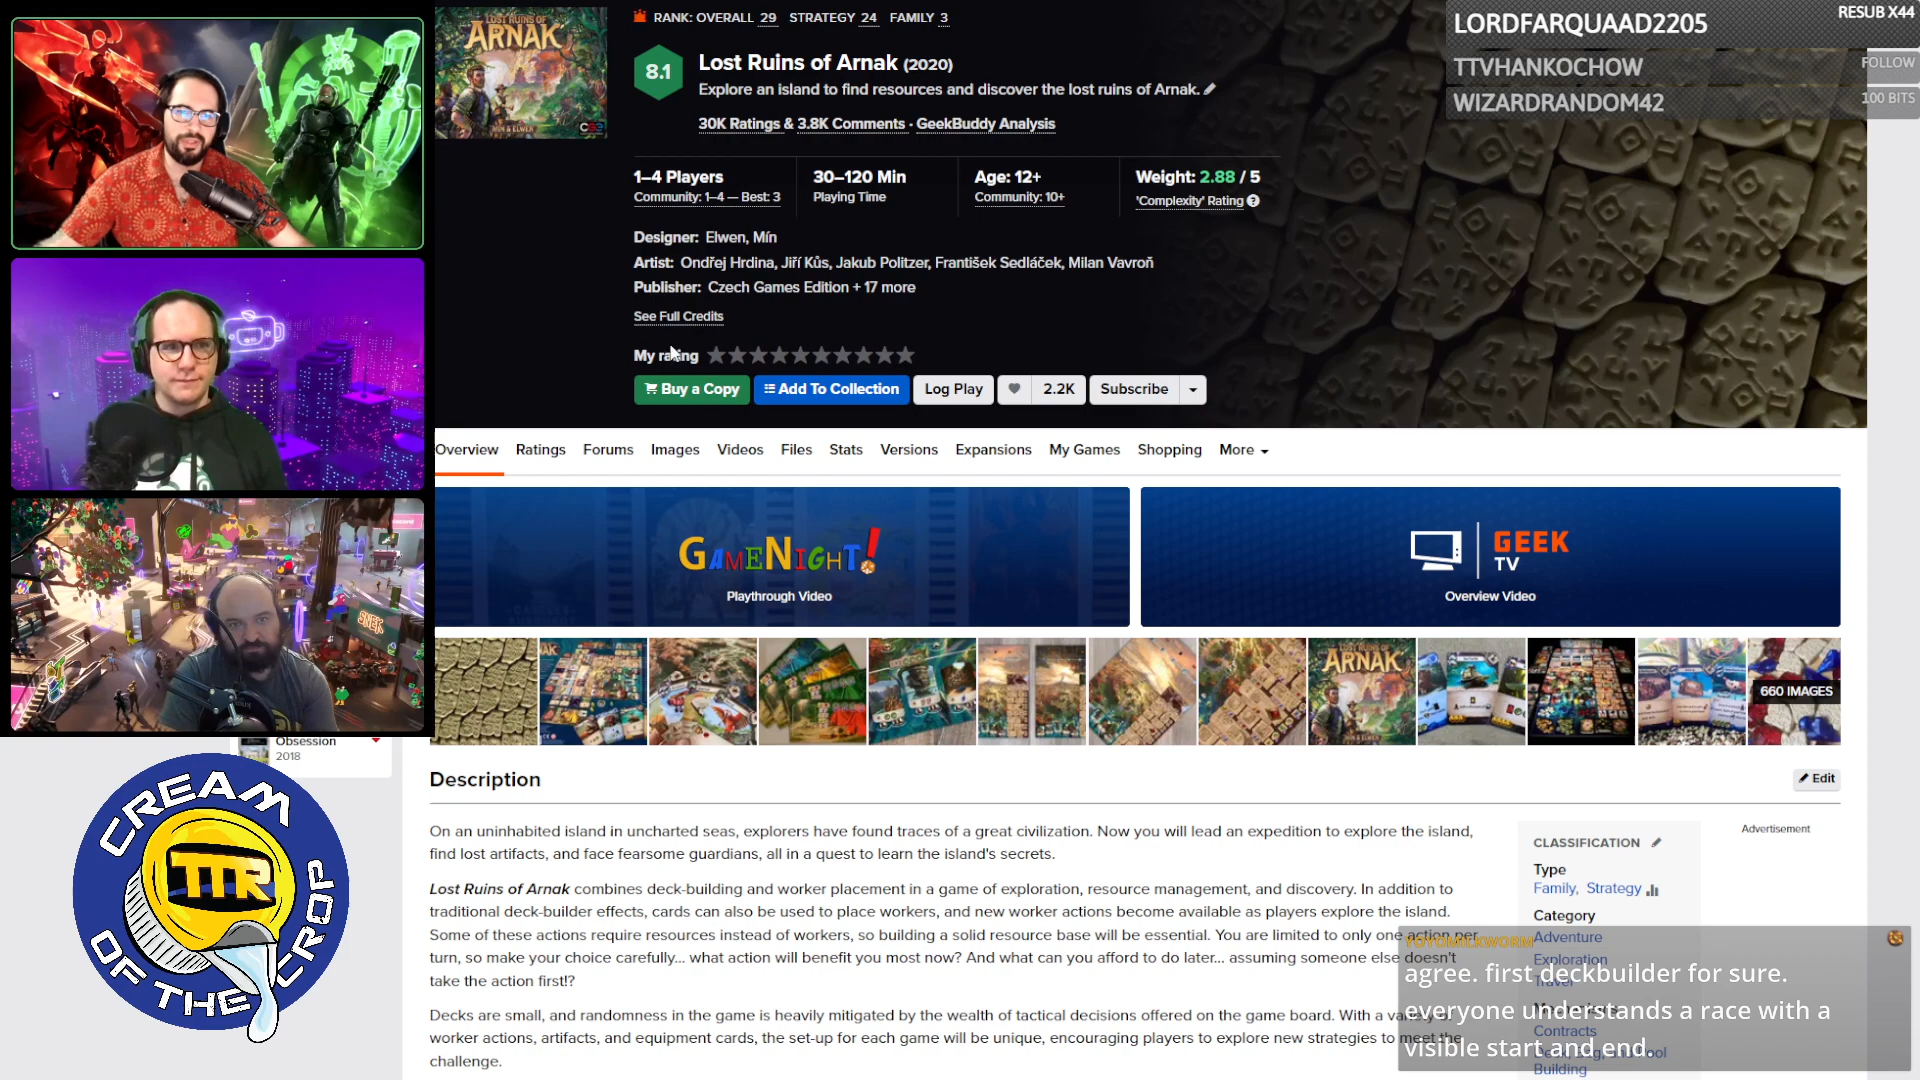 RANK: OVERALL 29 STRATEGY 24 FAMILY 3
LOST RUINS OF
ARNAK
MIN & ELWEN
CGE
8.1
Lost Ruins of Arnak (2020)
Explore an island to find resources and discover the lost ruins of Arnak.
30K Ratings & 3.8K Comments · GeekBuddy Analysis
1–4 Players
Community: 1–4 — Best: 3
30–120 Min
Playing Time
Age: 12+
Community: 10+
Weight: 2.88 / 5
'Complexity' Rating
Designer: Elwen, Mín
Artist: Ondřej Hrdina, Jiří Kůs, Jakub Politzer, František Sedláček, Milan Vavroň
Publisher: Czech Games Edition + 17 more
See Full Credits
My rating
Buy a Copy
Add To Collection
Log Play
2.2K
Subscribe
LORDFARQUAAD2205 RESUB X44
TTVHANKOCHOW FOLLOW
WIZARDRANDOM42 100 BITS
Overview Ratings Forums Images Videos Files Stats Versions Expansions My Games Shopping More
GAMENIGHT!
Playthrough Video
GEEK
TV
Overview Video
SNEK
ARNAK
660 IMAGES
Obsession
2018
CREAM
OF THE CROP
TTR
Description
Edit
On an uninhabited island in uncharted seas, explorers have found traces of a great civilization. Now you will lead an expedition to explore the island,
find lost artifacts, and face fearsome guardians, all in a quest to learn the island's secrets.
Lost Ruins of Arnak combines deck-building and worker placement in a game of exploration, resource management, and discovery. In addition to
traditional deck-builder effects, cards can also be used to place workers, and new worker actions become available as players explore the island.
Some of these actions require resources instead of workers, so building a solid resource base will be essential. You are limited to only one action per
turn, so make your choice carefully... what action will benefit you most now? And what can you afford to do later... assuming someone else doesn't
take the action first!?
Decks are small, and randomness in the game is heavily mitigated by the wealth of tactical decisions offered on the game board. With a
worker actions, artifacts, and equipment cards, the set-up for each game will be unique, encouraging players to explore new strategies to meet the
challenge.
Advertisement
CLASSIFICATION
Type
Family, Strategy
Category
Adventure
Exploration
Travel
Contracts
Building
YOYOMILKWORM
agree. first deckbuilder for sure.
everyone understands a race with a
visible start and end.